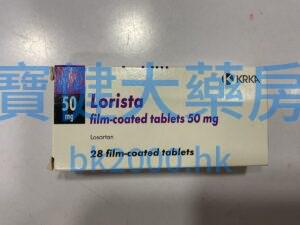 寶建大藥房
KRKA
50
mg
Lorista
film-coated tablets 50 mg
Losartan
28 film-coated tablets
bk2000.hk